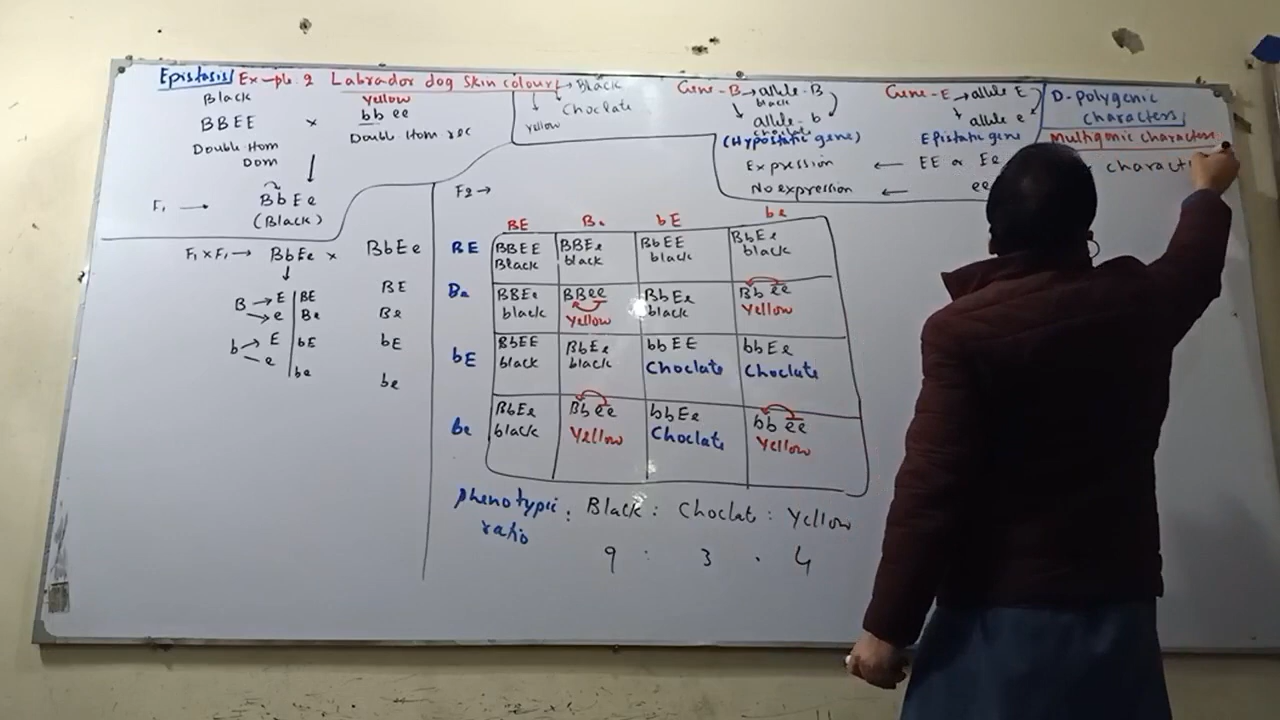 Epistasis/ Ex-ple: 2 Labrador dog skin colour → Black
Choclate
Yellow
Black
Yellow
BBEE × bb ee
Double Hom Dom
Double Hom rec
F₁ → BbEe
(Black)
Gene-B → allele-B
black
allele-b
choclate
(Hypostatic gene)
Gene-E → allele E
allele e
Epistatic gene
Expression ← EE or Ee
No expression ← ee
D-Polygenic
characters/
Multigenic characters
F₁ × F₁ → BbEe × BbEe
B → E BE
→ e Be
b → E bE
e be
BE
Be
bE
be
F2 →
BE Be bE be
BE BBEE BBEe BbEE BbEe
Black black black black
Be BBEe BBee BbEe Bbee
black Yellow black Yellow
bE BbEE BbEe bbEE bbEe
black black Choclate Choclate
be BbEe Bbee bbEe bbee
black Yellow Choclate Yellow
phenotypic ratio : Black : Choclat : Yellow
9 : 3 . 4